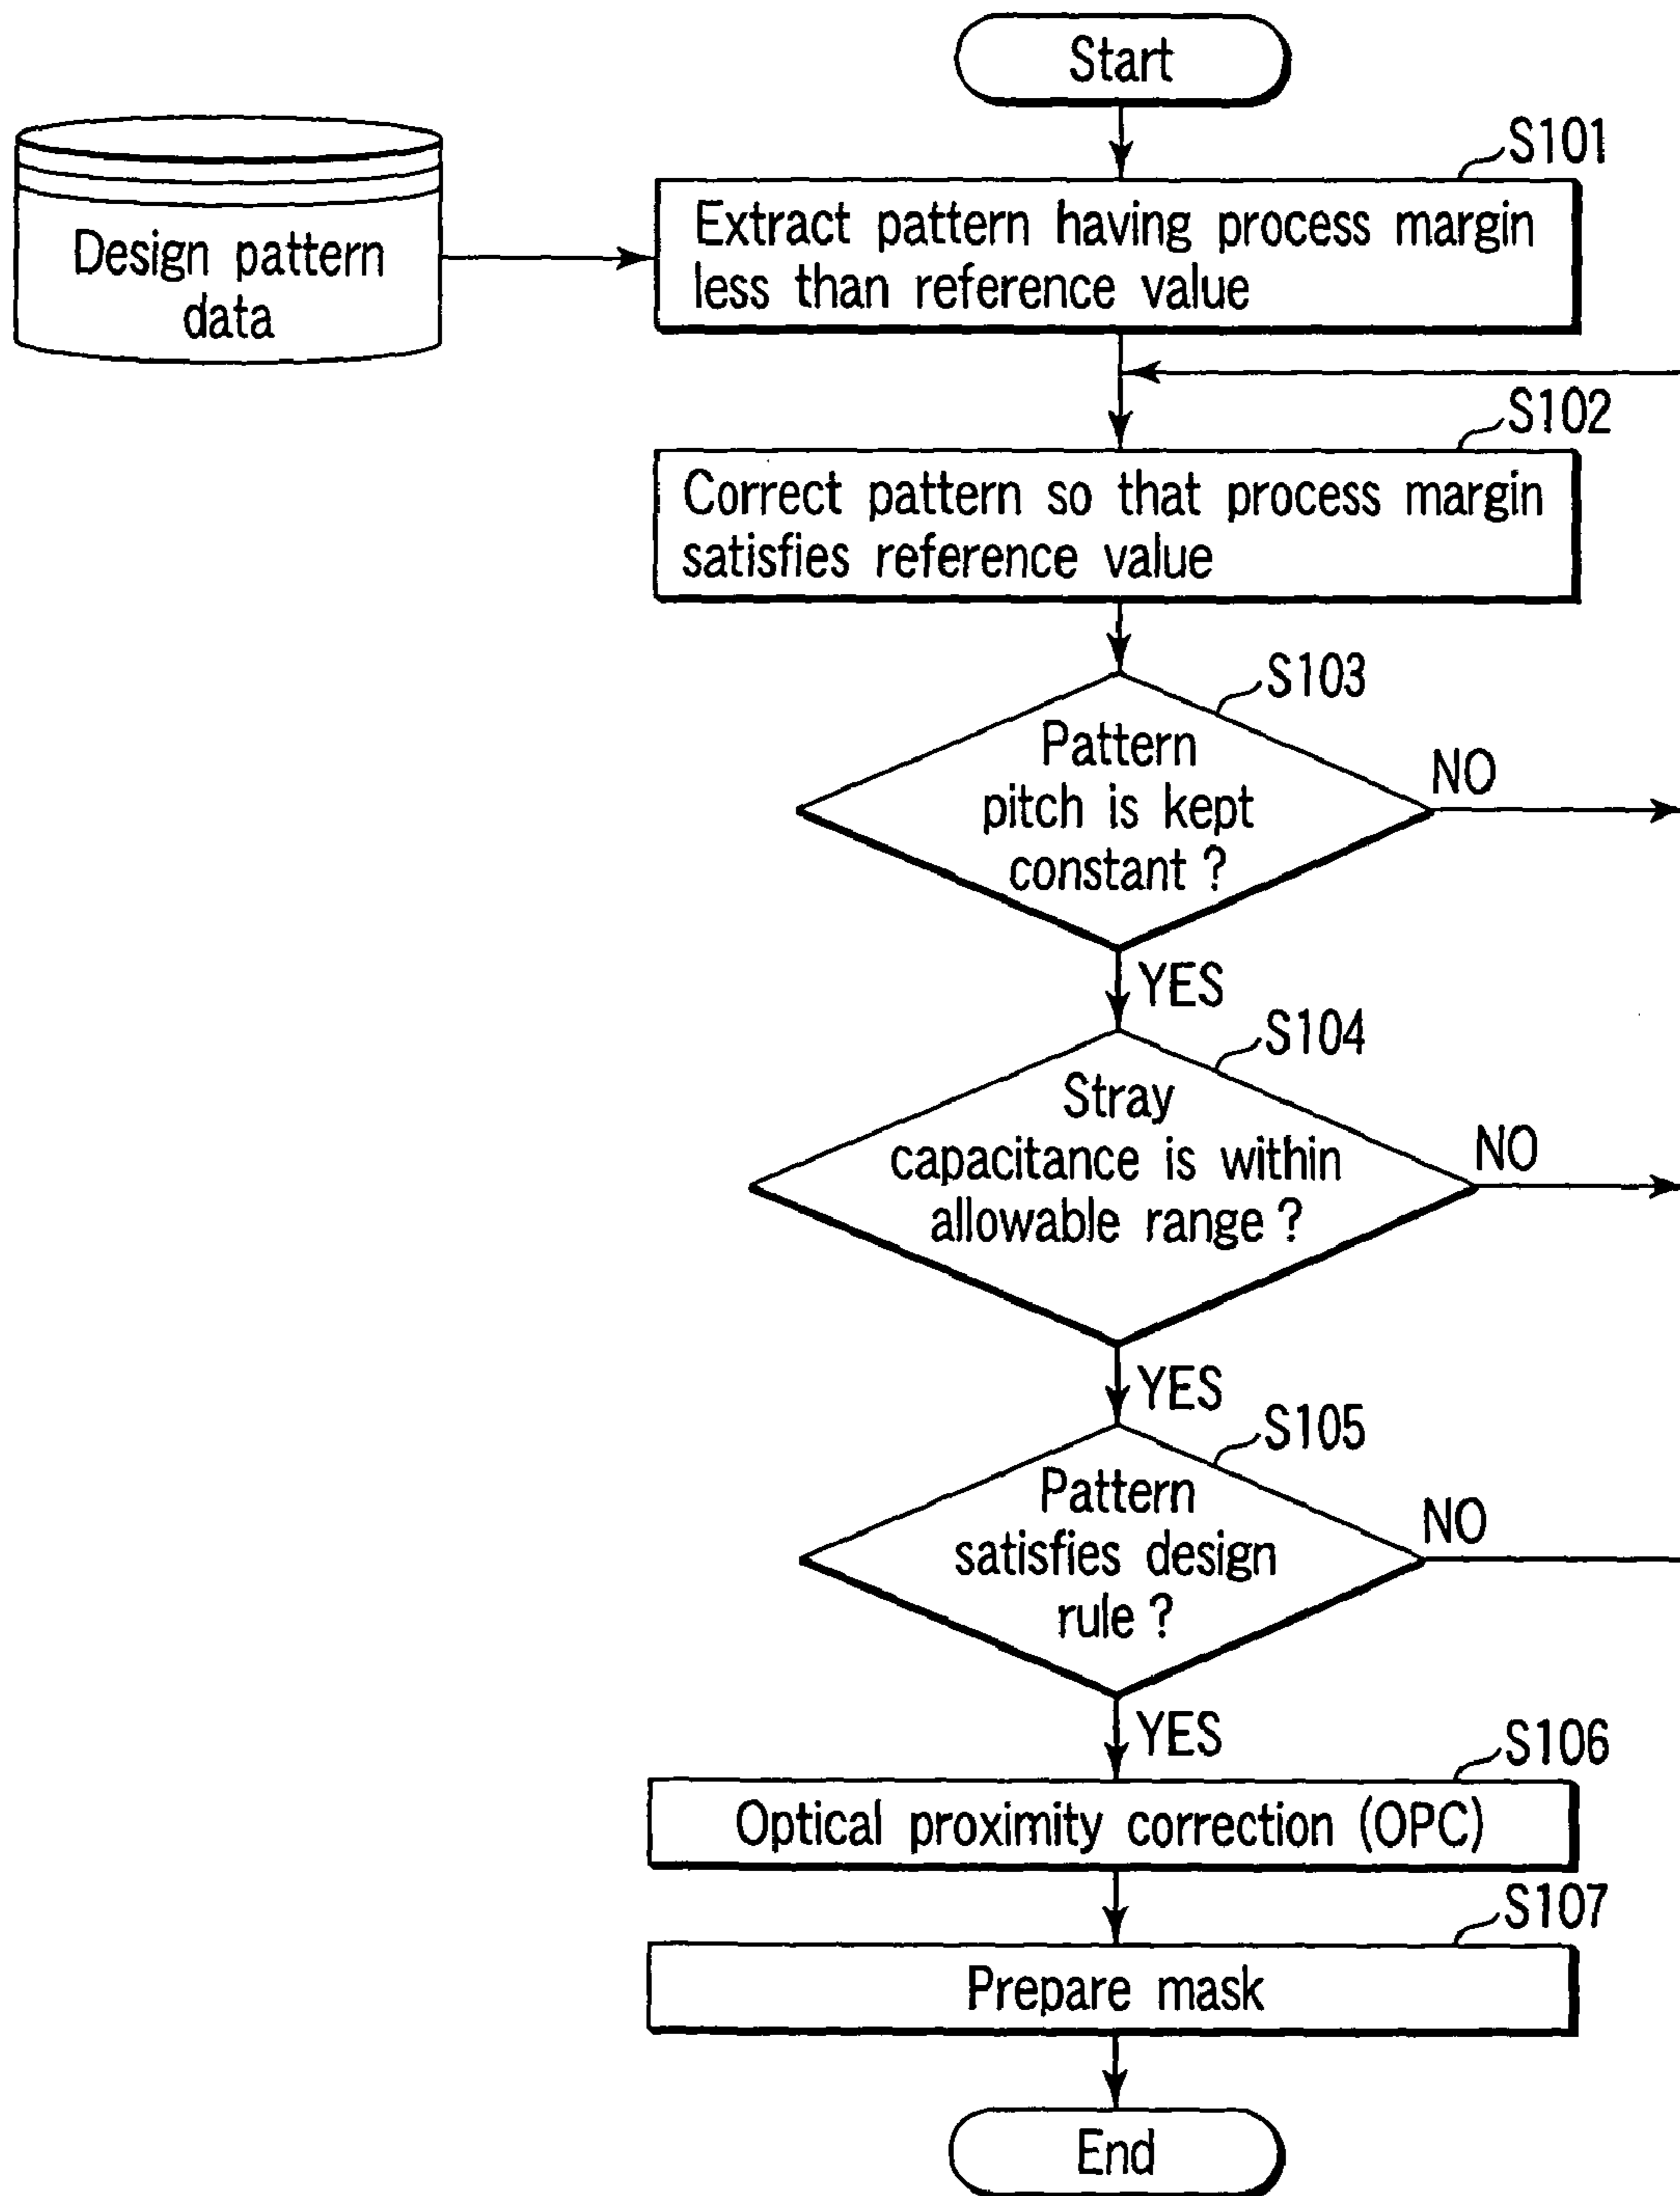 Start
Design pattern
data
S101
Extract pattern having process margin
less than reference value
S102
Correct pattern so that process margin
satisfies reference value
S103
Pattern
pitch is kept
constant ?
NO
YES
S104
Stray
capacitance is within
allowable range ?
NO
YES
S105
Pattern
satisfies design
rule ?
NO
YES
S106
Optical proximity correction (OPC)
S107
Prepare mask
End